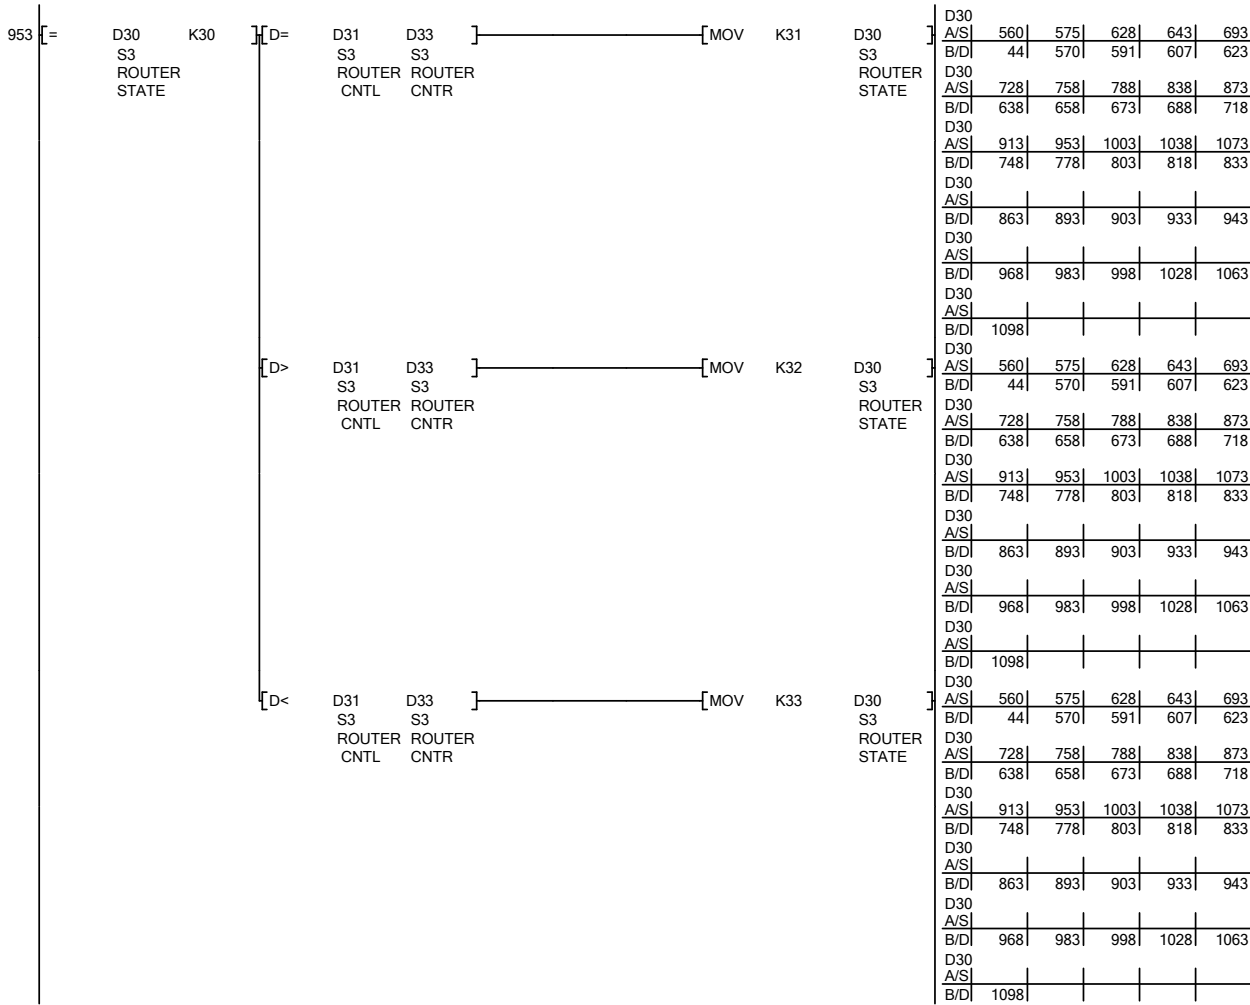 953 [= D30 K30 ] [D= D31 D33 ] [MOV K31 D30 ]
S3 S3 S3 S3
ROUTER ROUTER ROUTER ROUTER
STATE CNTL CNTR STATE
D30
A/S 560 575 628 643 693
B/D 44 570 591 607 623
D30
A/S 728 758 788 838 873
B/D 638 658 673 688 718
D30
A/S 913 953 1003 1038 1073
B/D 748 778 803 818 833
D30
A/S
B/D 863 893 903 933 943
D30
A/S
B/D 968 983 998 1028 1063
D30
A/S
B/D 1098
[D> D31 D33 ] [MOV K32 D30 ]
S3 S3 S3
ROUTER ROUTER ROUTER
CNTL CNTR STATE
D30
A/S 560 575 628 643 693
B/D 44 570 591 607 623
D30
A/S 728 758 788 838 873
B/D 638 658 673 688 718
D30
A/S 913 953 1003 1038 1073
B/D 748 778 803 818 833
D30
A/S
B/D 863 893 903 933 943
D30
A/S
B/D 968 983 998 1028 1063
D30
A/S
B/D 1098
[D< D31 D33 ] [MOV K33 D30 ]
S3 S3 S3
ROUTER ROUTER ROUTER
CNTL CNTR STATE
D30
A/S 560 575 628 643 693
B/D 44 570 591 607 623
D30
A/S 728 758 788 838 873
B/D 638 658 673 688 718
D30
A/S 913 953 1003 1038 1073
B/D 748 778 803 818 833
D30
A/S
B/D 863 893 903 933 943
D30
A/S
B/D 968 983 998 1028 1063
D30
A/S
B/D 1098